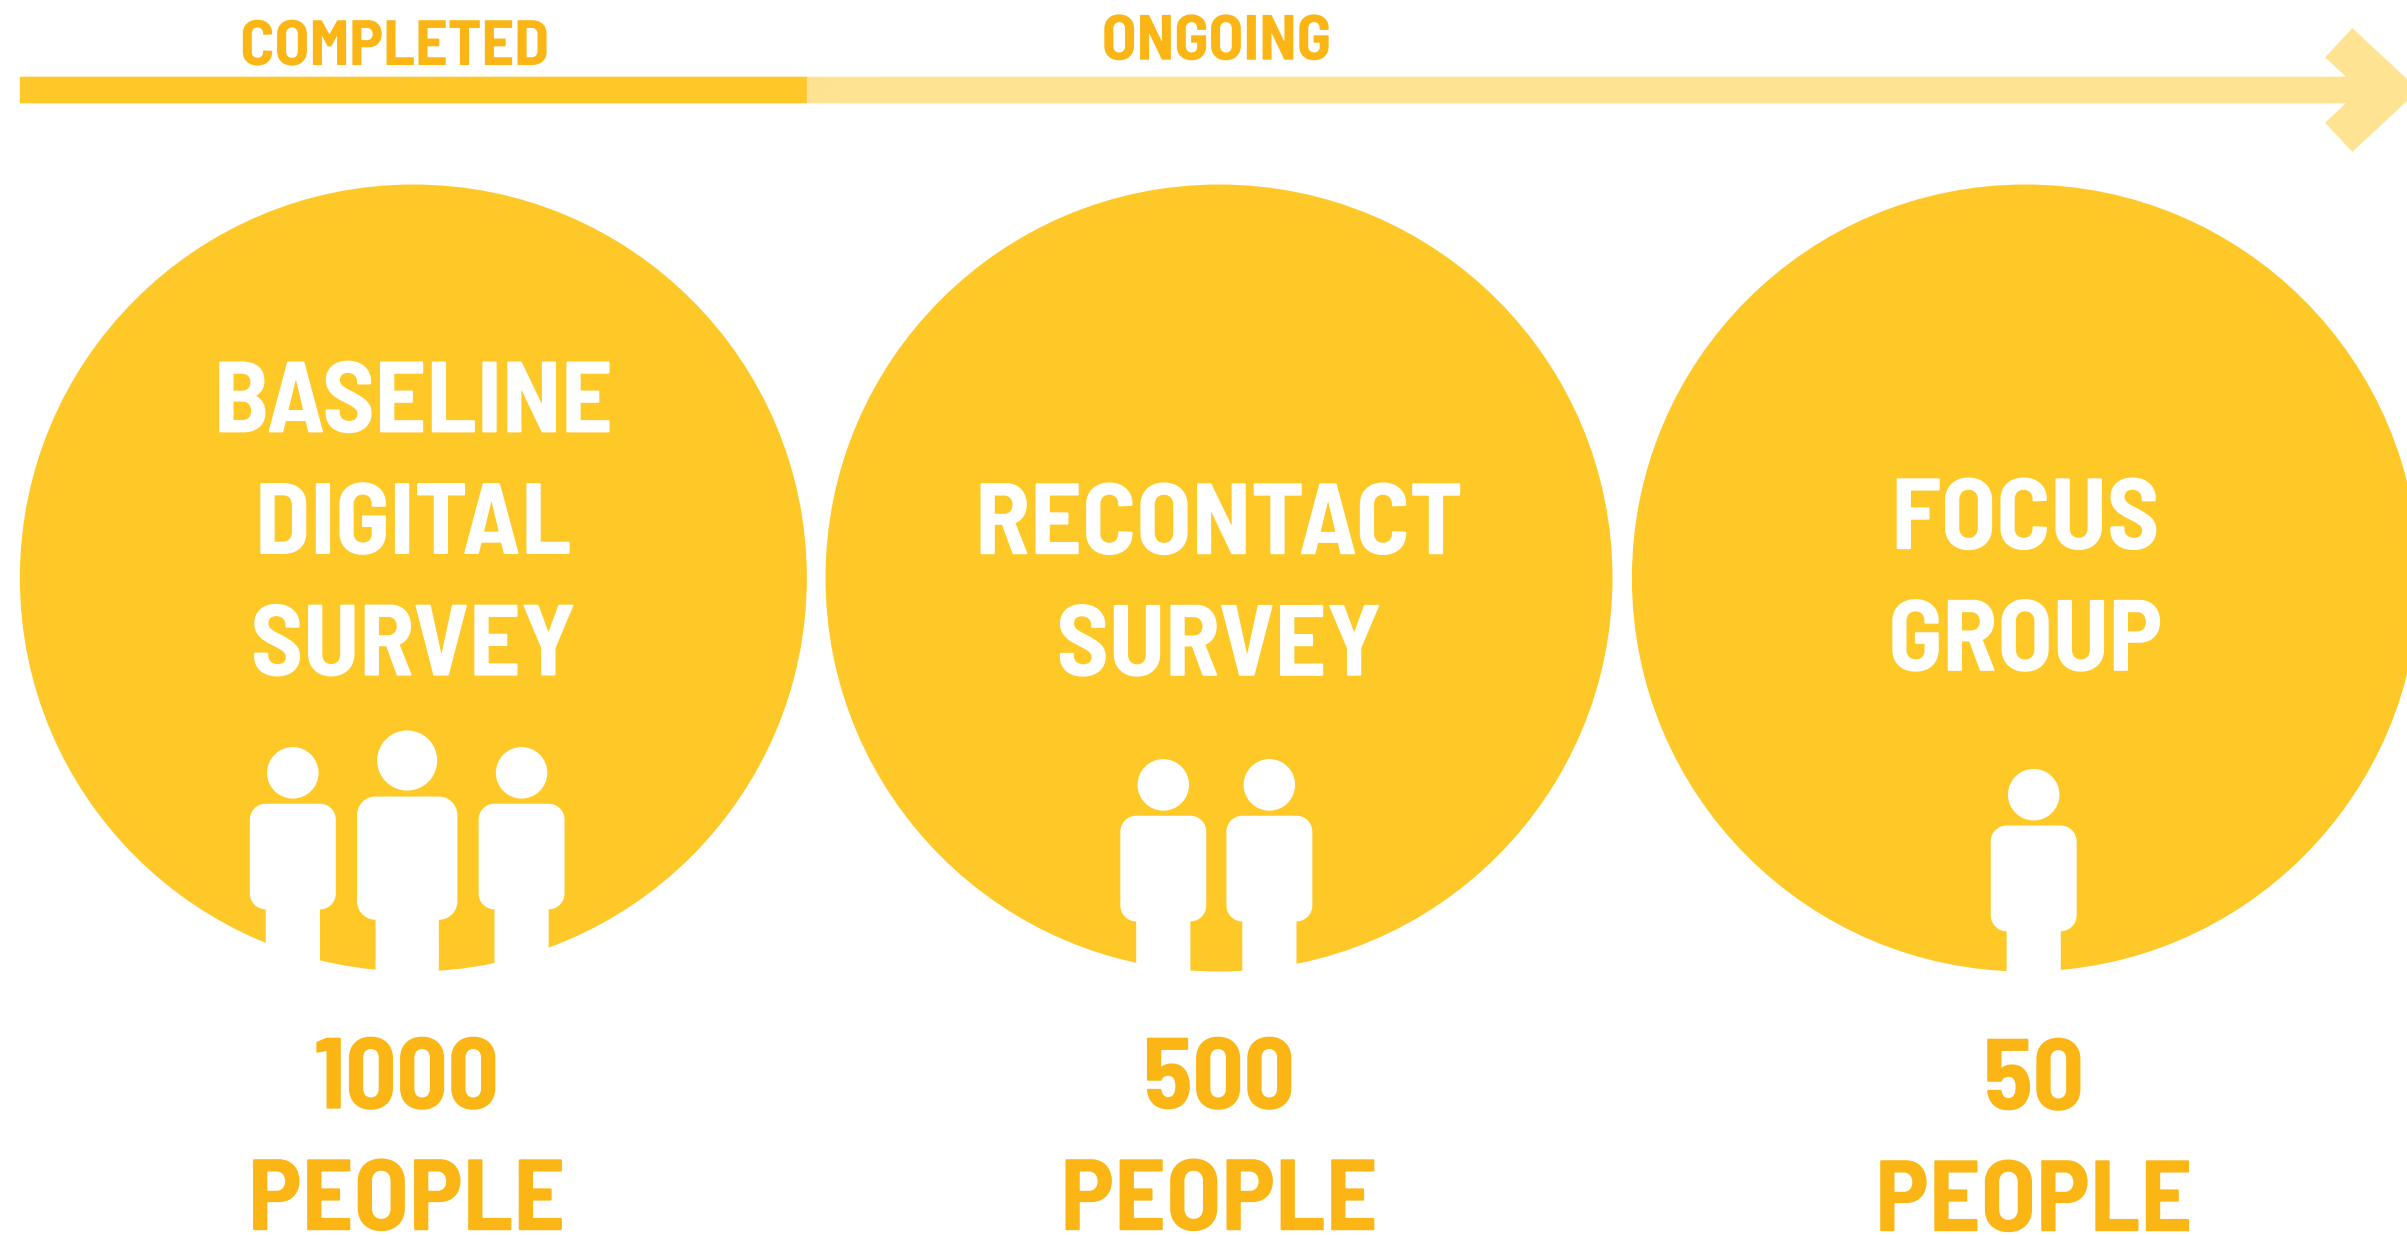 COMPLETED
ONGOING
BASELINE
DIGITAL
SURVEY
1000
PEOPLE
RECONTACT
SURVEY
500
PEOPLE
FOCUS
GROUP
50
PEOPLE